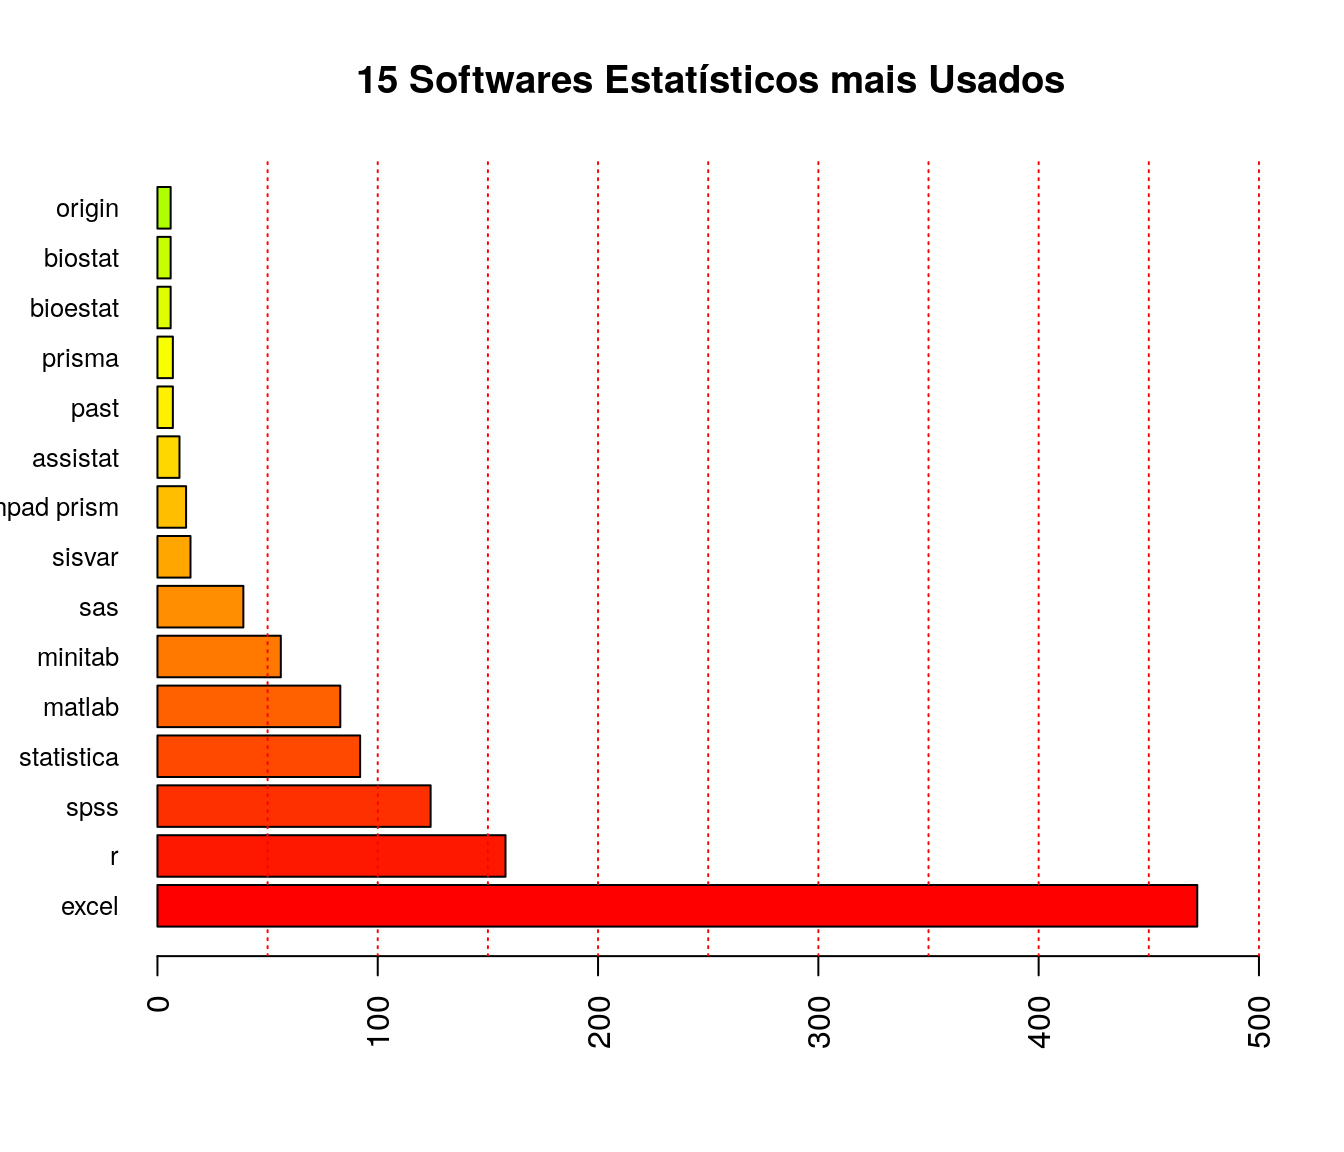 15 Softwares Estatísticos mais Usados
origin
biostat
bioestat
prisma
past
assistat
prism
sisvar
sas
minitab
matlab
statistica
spss
r
excel
0
100
200
300
400
500